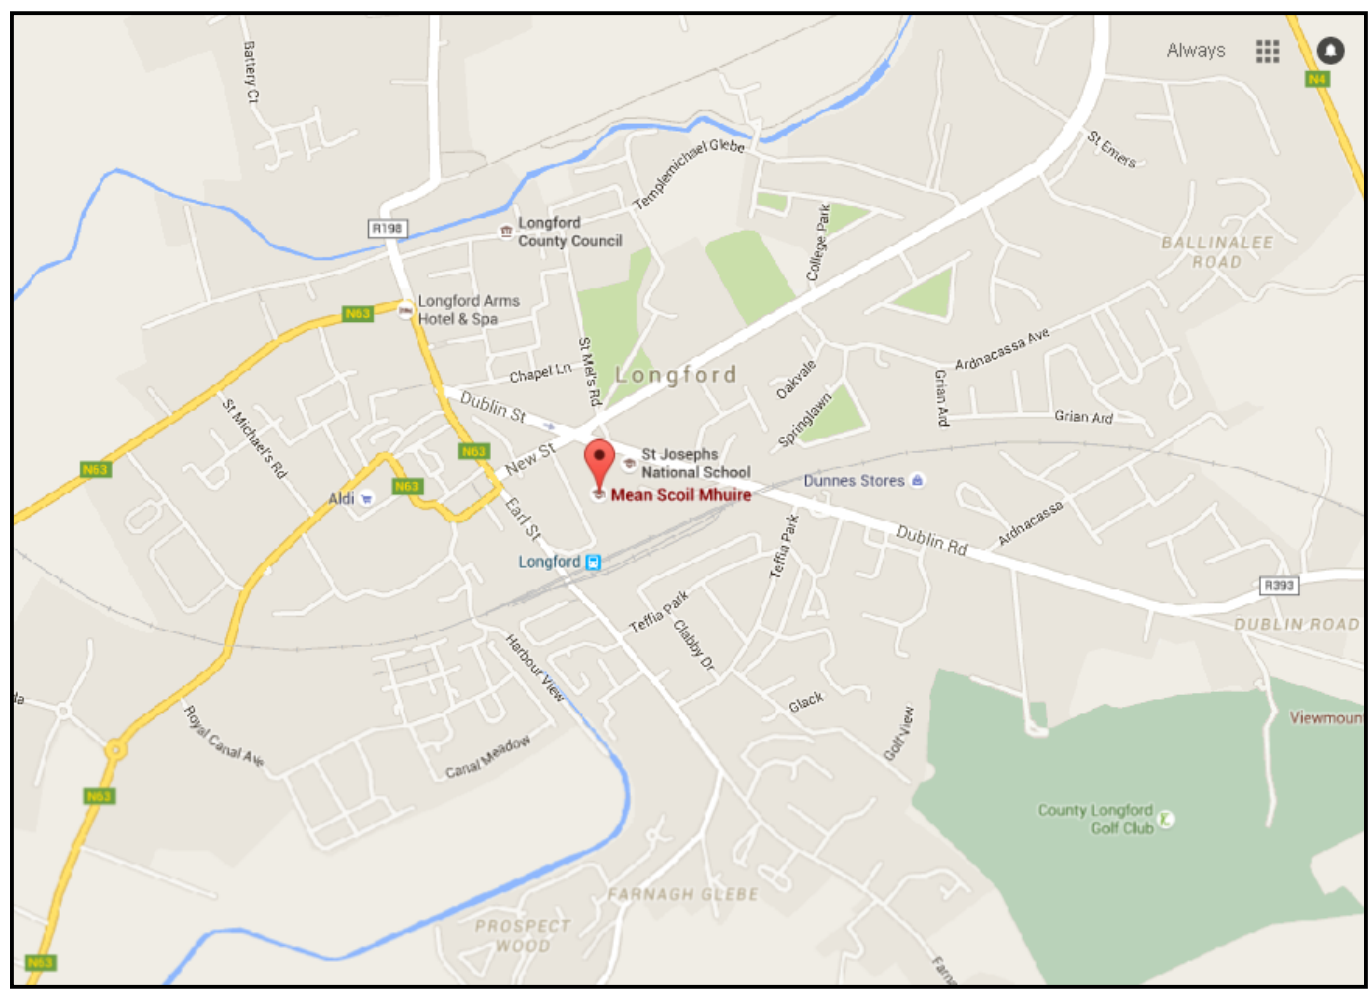 Always
Battery Ct
N4
St Emers
Templemichael Glebe
R198
Longford
County Council
College Park
BALLINALEE
ROAD
N63
Longford Arms
Hotel & Spa
St Mel's Rd
Chapel Ln
Longford
Oakvale
Ardnacassa Ave
Grian Ard
Grian Ard
Springlawn
Dublin St
St Michael's Rd
N63
New St
St Josephs
National School
N63
Aldi
N63
Mean Scoil Mhuire
Dunnes Stores
Earl St
Ardnacassa
Dublin Rd
Teffia Park
Longford
R393
Teffia Park
DUBLIN ROAD
Clabby Dr
Harbour View
la
Glack
Royal Canal Ave
Golf View
Viewmoun
Canal Meadow
N63
County Longford
Golf Club
FARNAGH GLEBE
PROSPECT
WOOD
N63
Farna